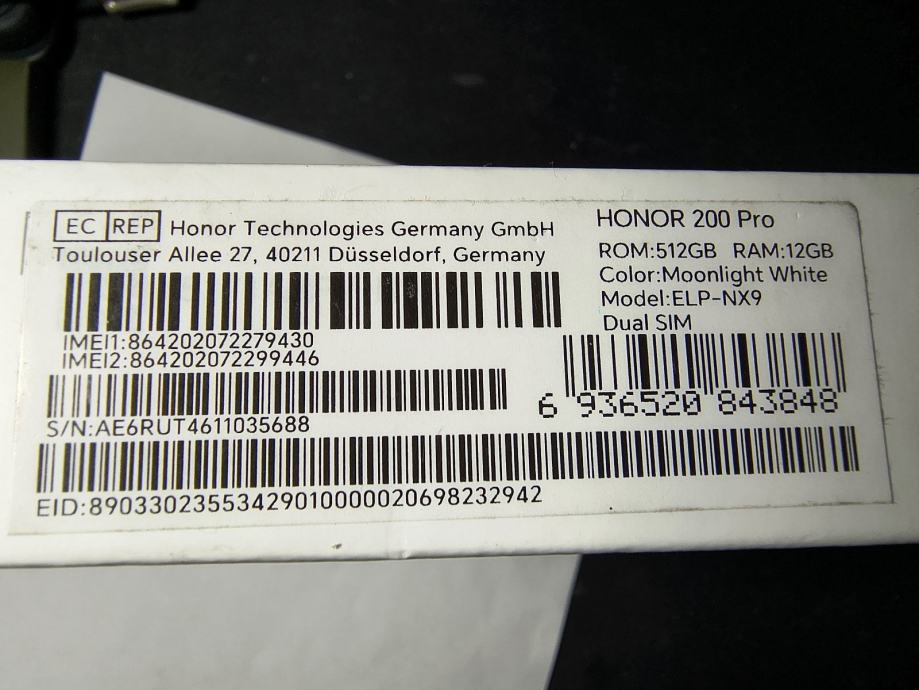 EC REP Honor Technologies Germany GmbH
Toulouser Allee 27, 40211 Düsseldorf, Germany
IMEI1:864202072279430
IMEI2:864202072299446
S/N:AE6RUT4611035688
EID:89033023553429010000020698232942
HONOR 200 Pro
ROM:512GB RAM:12GB
Color:Moonlight White
Model:ELP-NX9
Dual SIM
6 936520 843848